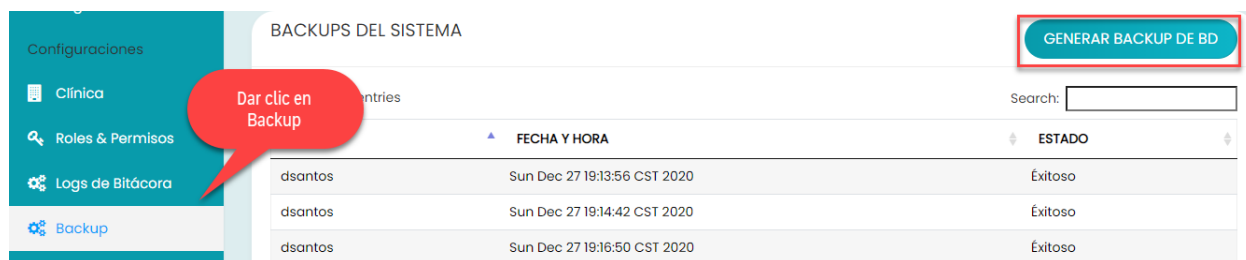 Configuraciones
Clínica
Roles & Permisos
Logs de Bitácora
Backup
Dar clic en
Backup
BACKUPS DEL SISTEMA
GENERAR BACKUP DE BD
Search:
FECHA Y HORA ESTADO
dsantos Sun Dec 27 19:13:56 CST 2020 Éxitoso
dsantos Sun Dec 27 19:14:42 CST 2020 Éxitoso
dsantos Sun Dec 27 19:16:50 CST 2020 Éxitoso